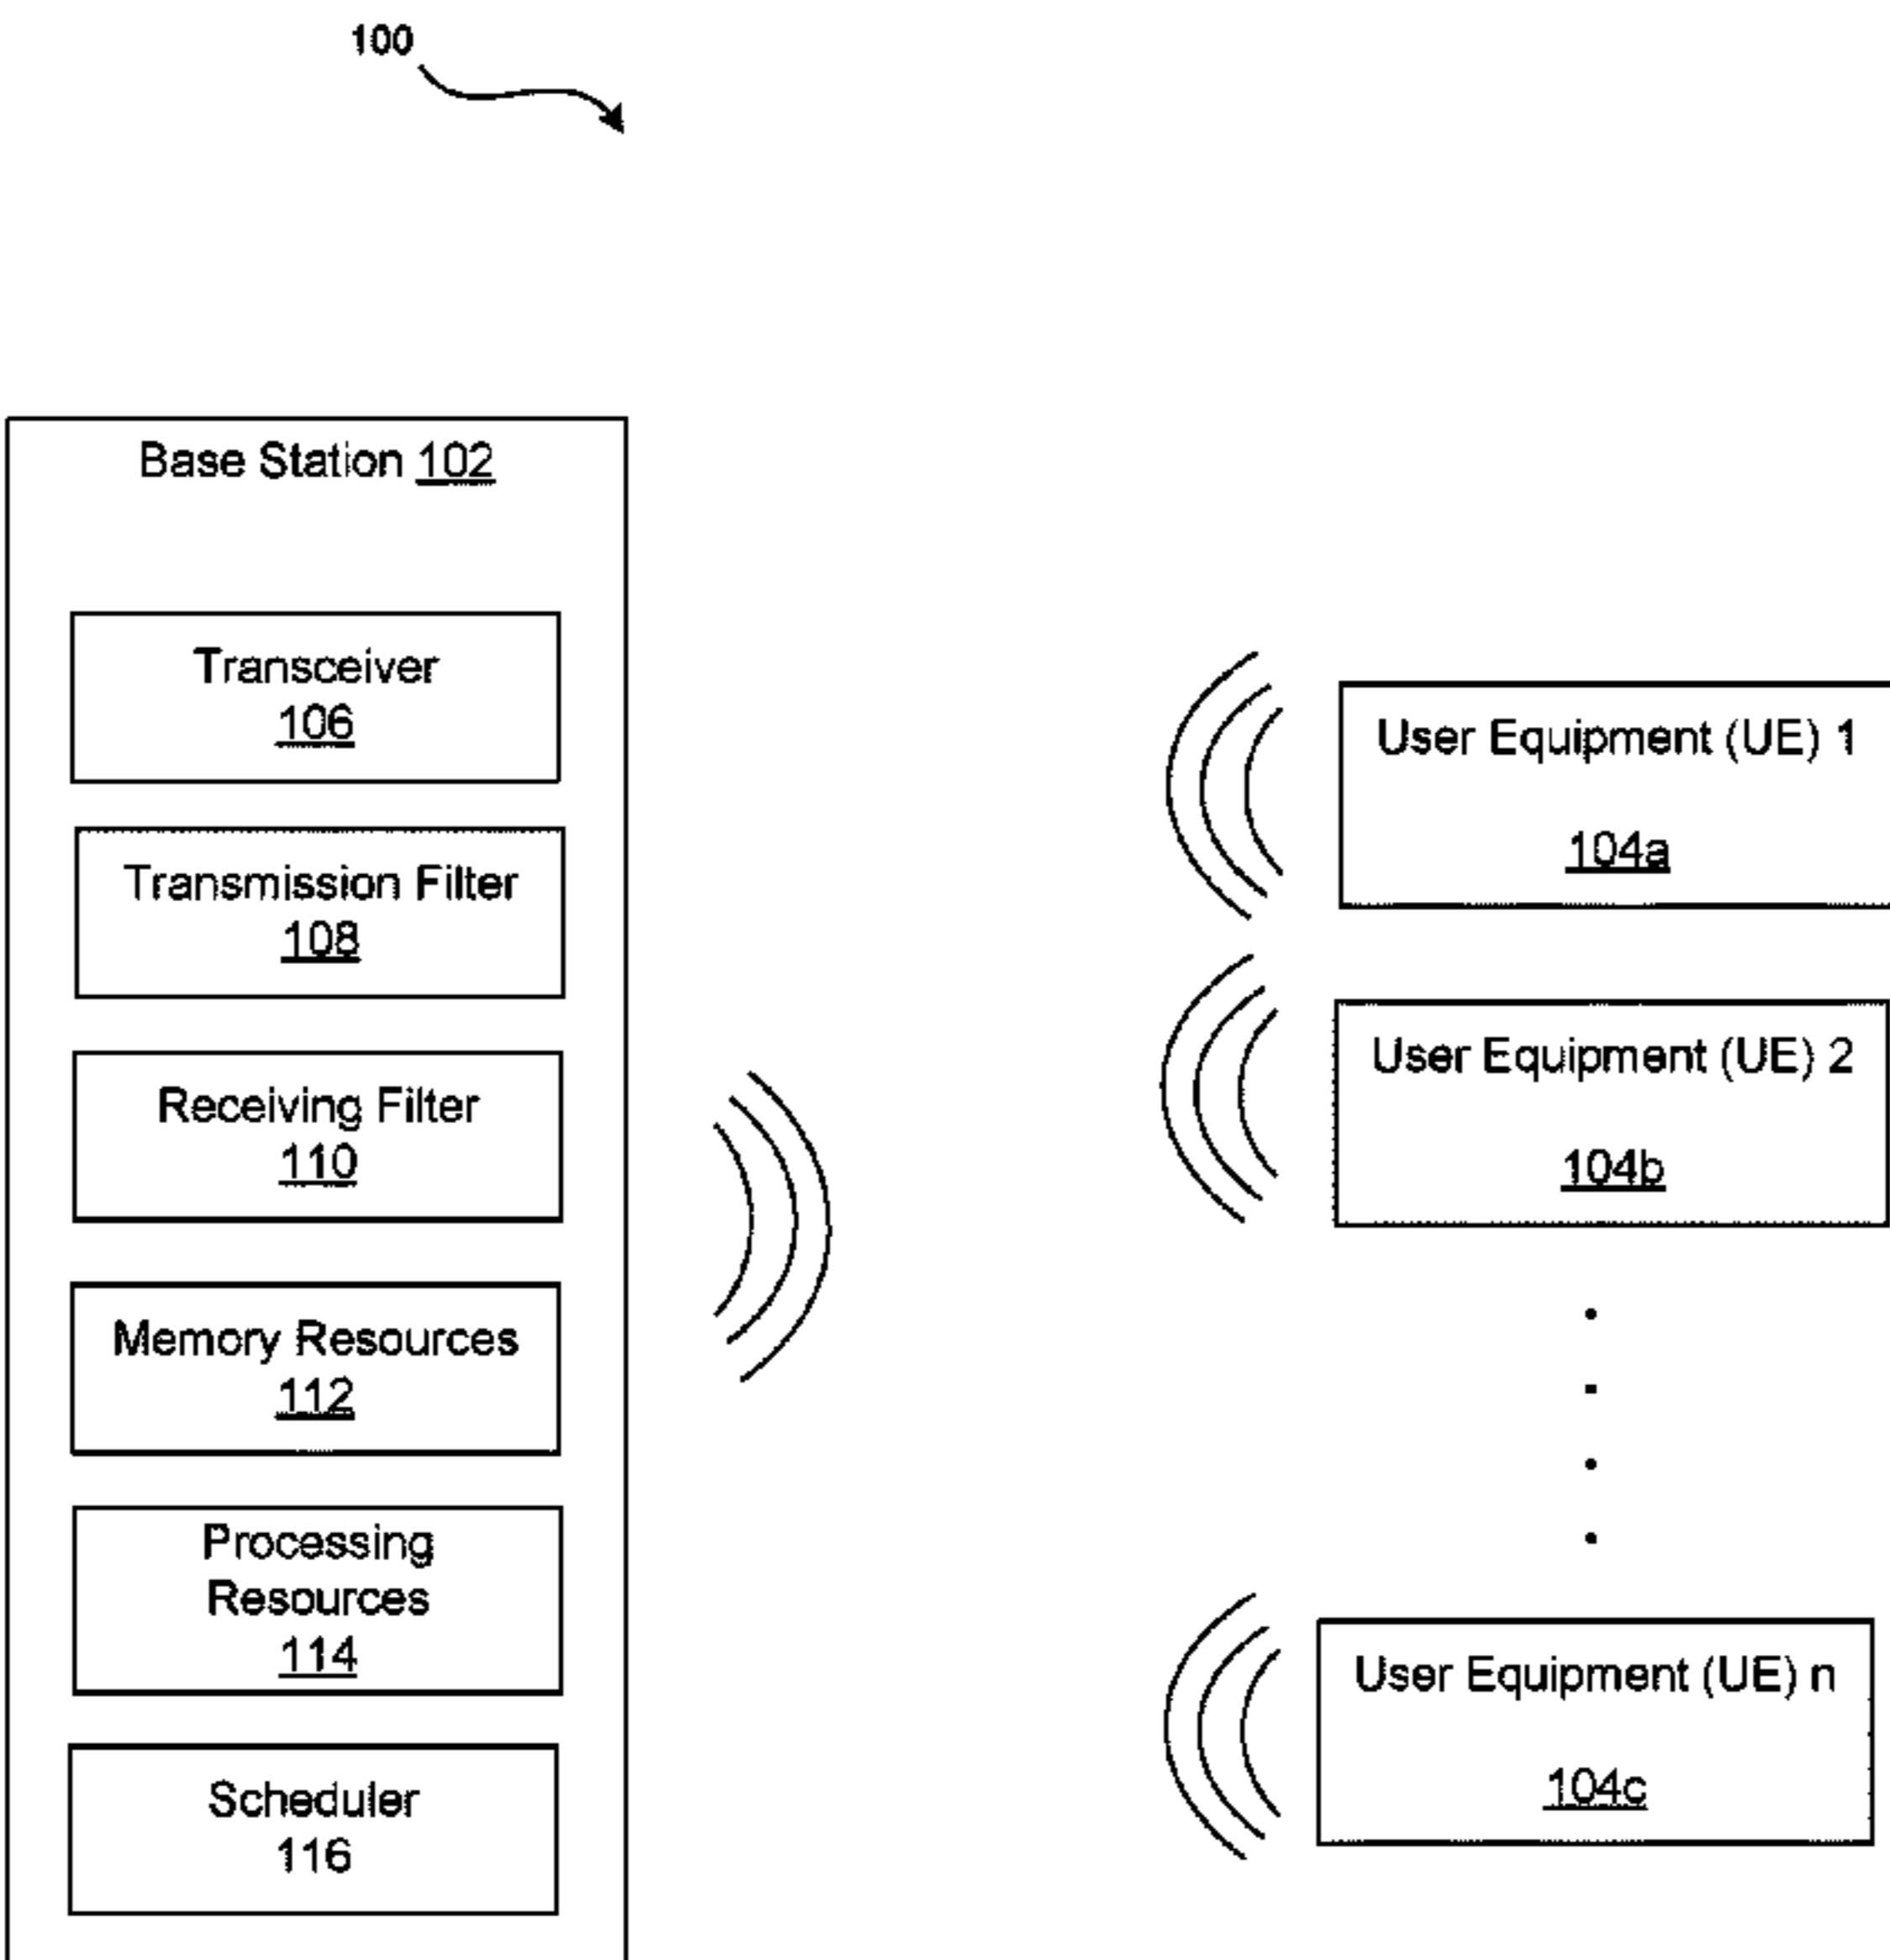 100
Base Station 102
Transceiver
106
Transmission Filter
108
Receiving Filter
110
Memory Resources
112
Processing
Resources
114
Scheduler
116
User Equipment (UE) 1
104a
User Equipment (UE) 2
104b
User Equipment (UE) n
104c